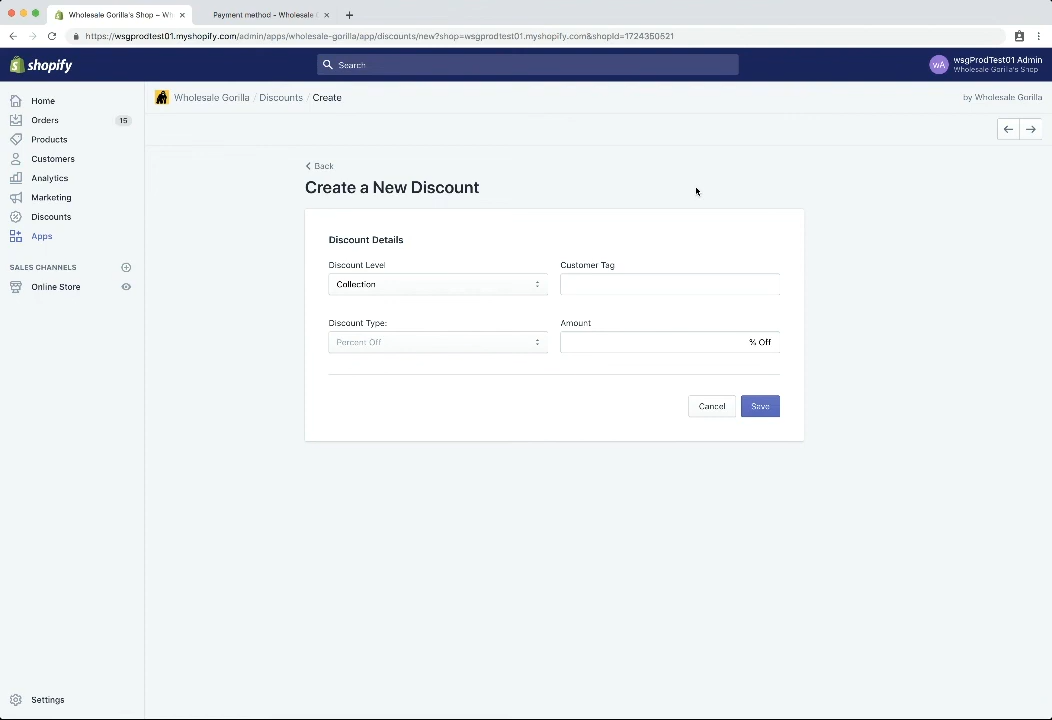 Wholesale Gorilla's Shop – Wh
Payment method - Wholesale
https://wsgprodtest01.myshopify.com/admin/apps/wholesale-gorilla/app/discounts/new?shop=wsgprodtest01.myshopify.com&shopId=1724350521
shopify
Search
wA
wsgProdTest01 Admin
Wholesale Gorilla's Shop
Home
Wholesale Gorilla / Discounts / Create
by Wholesale Gorilla
Orders
15
Products
Customers
Analytics
Marketing
Discounts
Apps
SALES CHANNELS
Online Store
Back
Create a New Discount
Discount Details
Discount Level
Customer Tag
Collection
Discount Type:
Amount
Percent Off
% Off
Cancel
Save
Settings